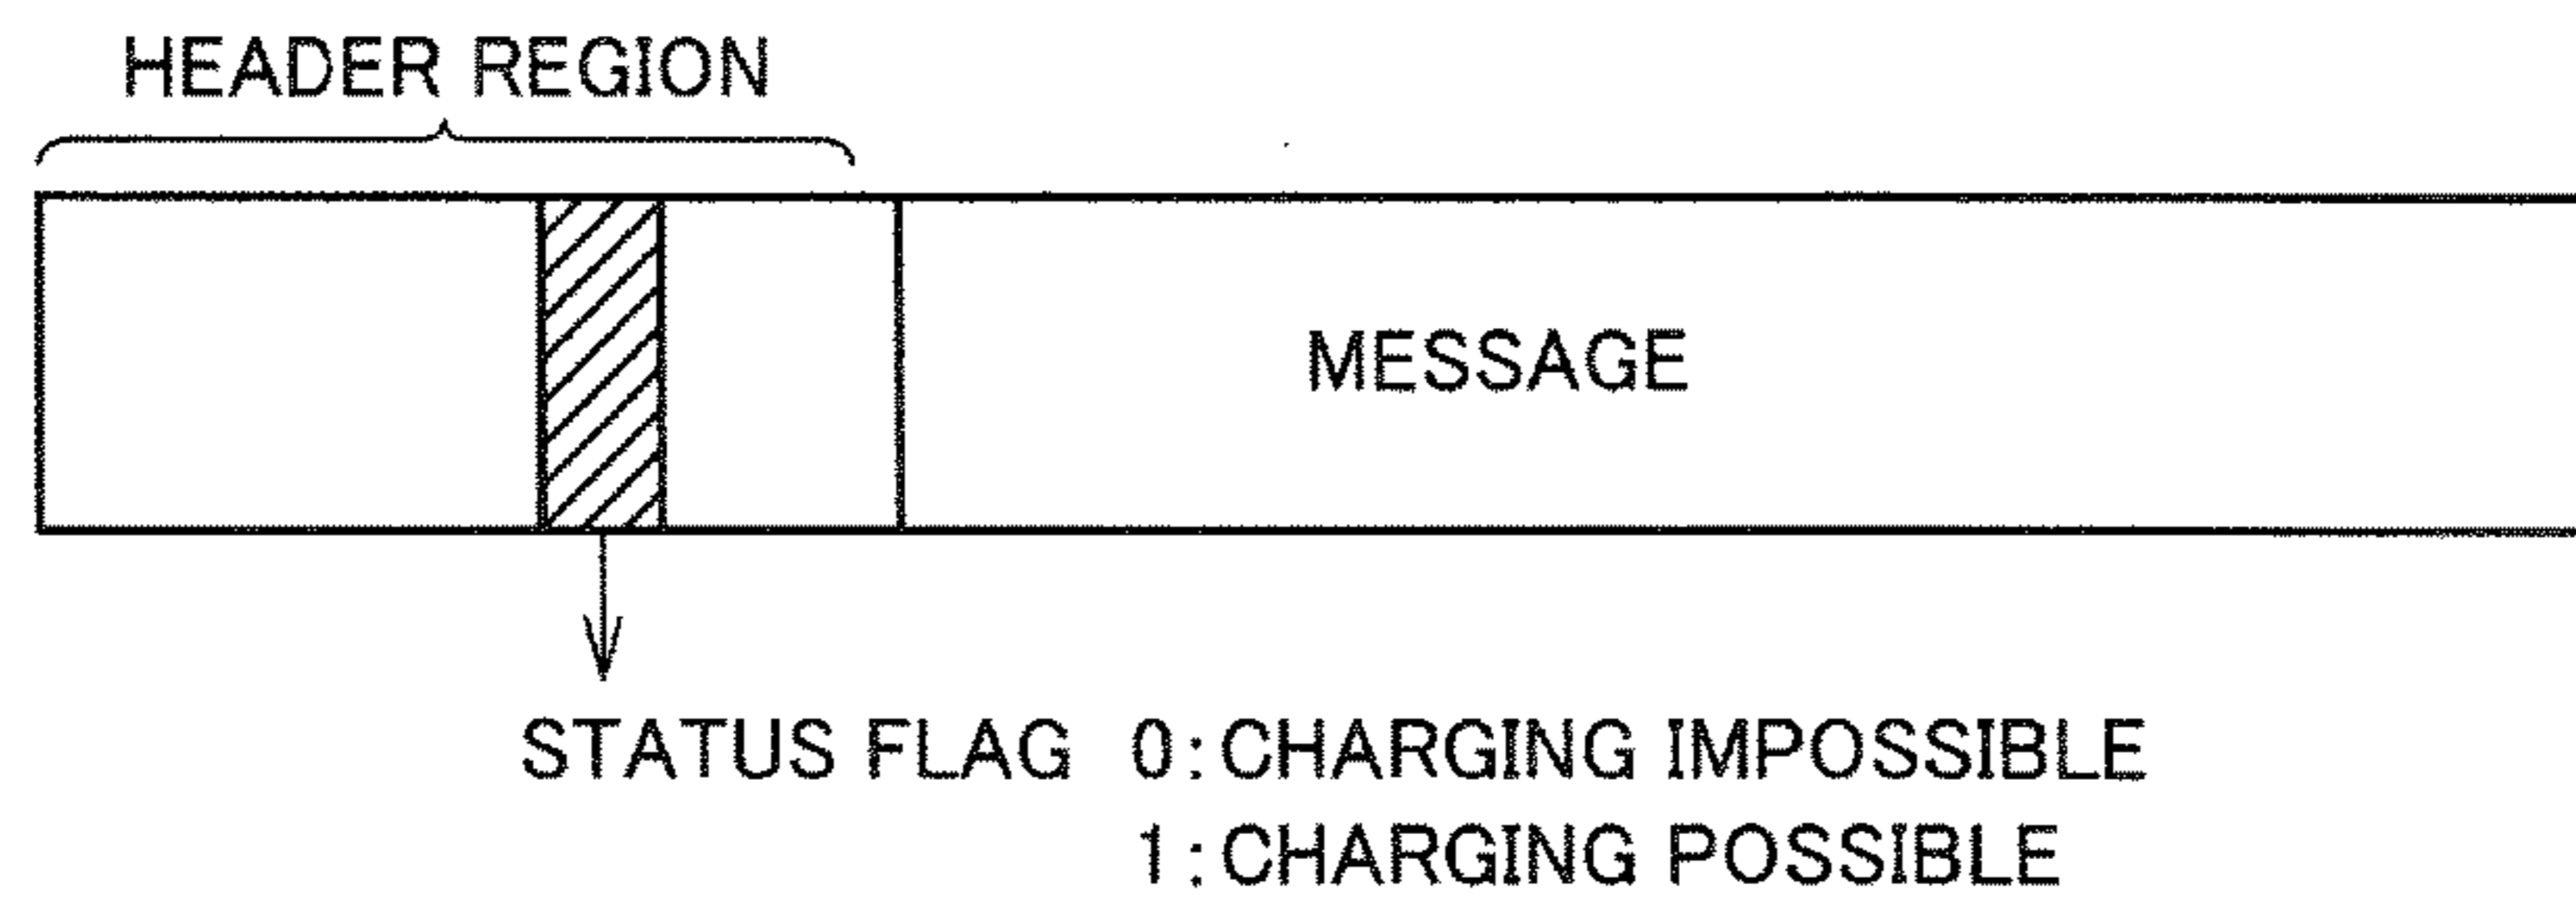 HEADER REGION
MESSAGE
STATUS FLAG 0:CHARGING IMPOSSIBLE
1:CHARGING POSSIBLE